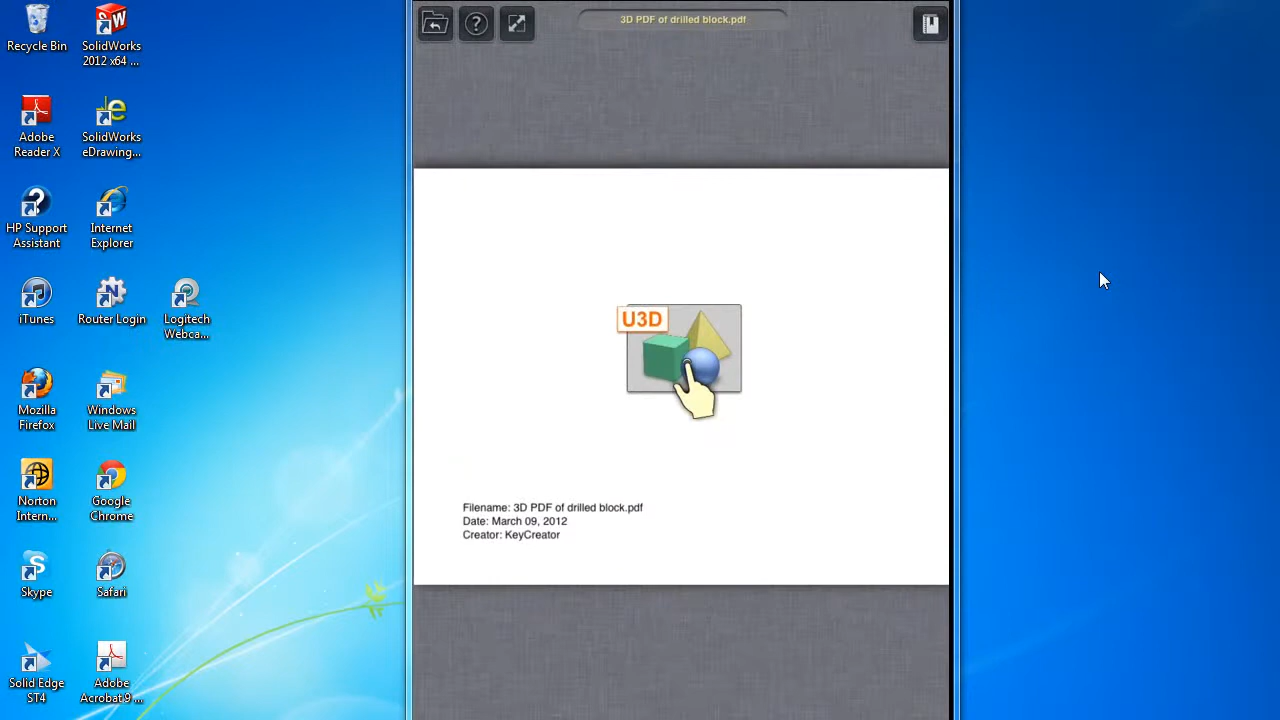 Recycle Bin
SolidWorks
2012 x64 ...
Adobe
Reader X
SolidWorks
eDrawing...
HP Support
Assistant
Internet
Explorer
iTunes
Router Login
Logitech
Webca...
Mozilla
Firefox
Windows
Live Mail
Norton
Intern...
Google
Chrome
Skype
Safari
Solid Edge
ST4
Adobe
Acrobat 9 ...
3D PDF of drilled block.pdf
U3D
Filename: 3D PDF of drilled block.pdf
Date: March 09, 2012
Creator: KeyCreator